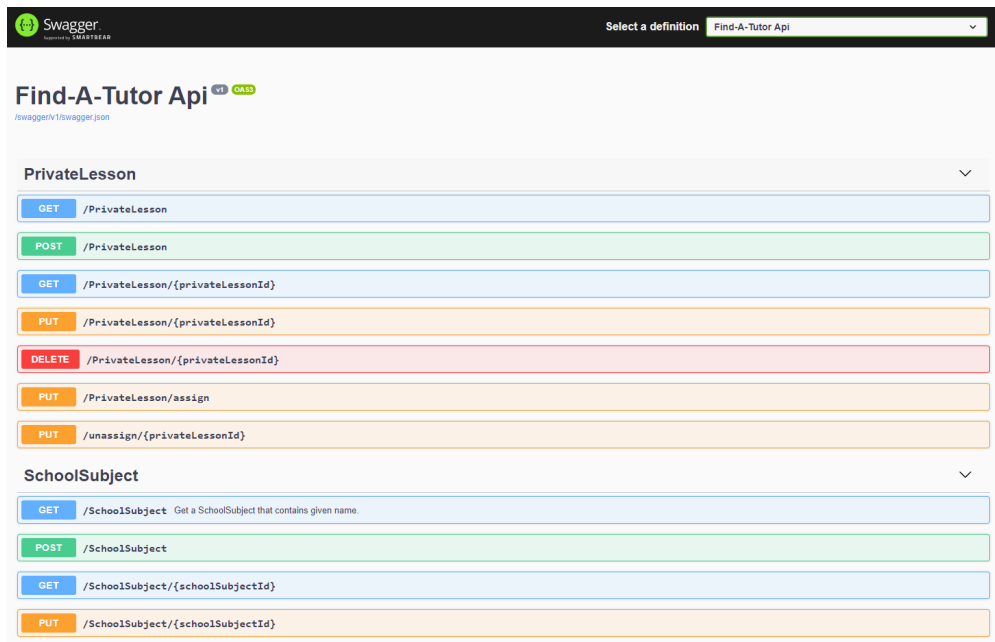 Swagger.
Supported by SMARTBEAR
Select a definition
Find-A-Tutor Api
Find-A-Tutor Api v1 OAS3
/swagger/v1/swagger.json
PrivateLesson
GET /PrivateLesson
POST /PrivateLesson
GET /PrivateLesson/{privateLessonId}
PUT /PrivateLesson/{privateLessonId}
DELETE /PrivateLesson/{privateLessonId}
PUT /PrivateLesson/assign
PUT /unassign/{privateLessonId}
SchoolSubject
GET /SchoolSubject Get a SchoolSubject that contains given name.
POST /SchoolSubject
GET /SchoolSubject/{schoolSubjectId}
PUT /SchoolSubject/{schoolSubjectId}